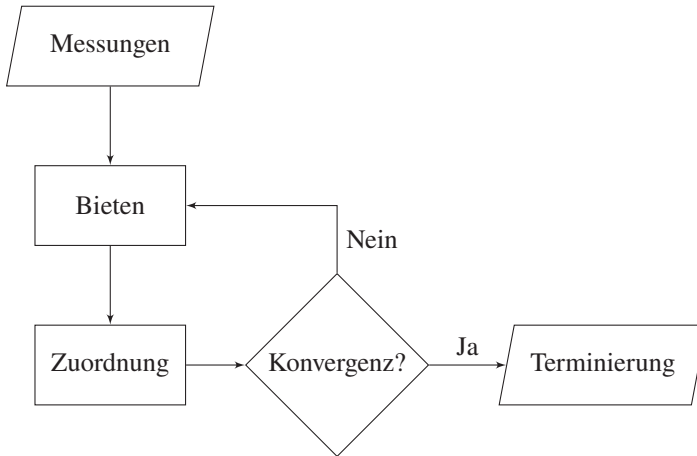 Messungen
Bieten
Nein
Zuordnung
Konvergenz?
Ja
Terminierung